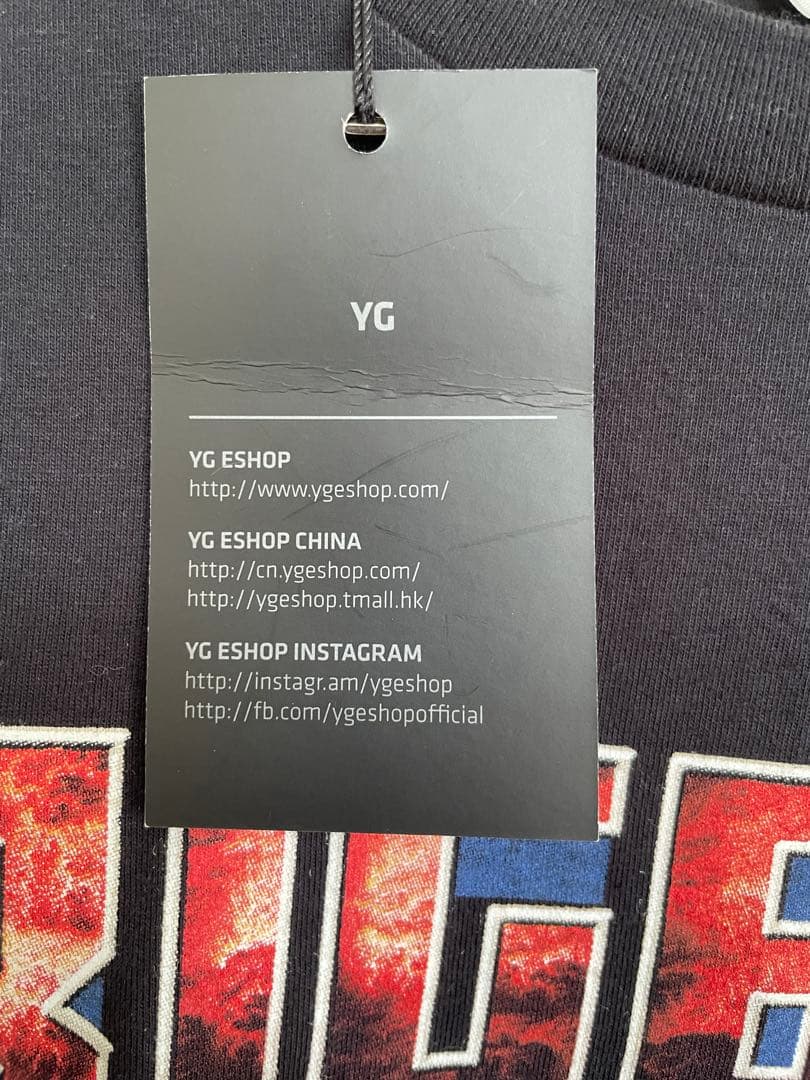 YG
YG ESHOP
http://www.ygeshop.com/
YG ESHOP CHINA
http://cn.ygeshop.com/
http://ygeshop.tmall.hk/
YG ESHOP INSTAGRAM
http://instagr.am/ygeshop
http://fb.com/ygeshopofficial